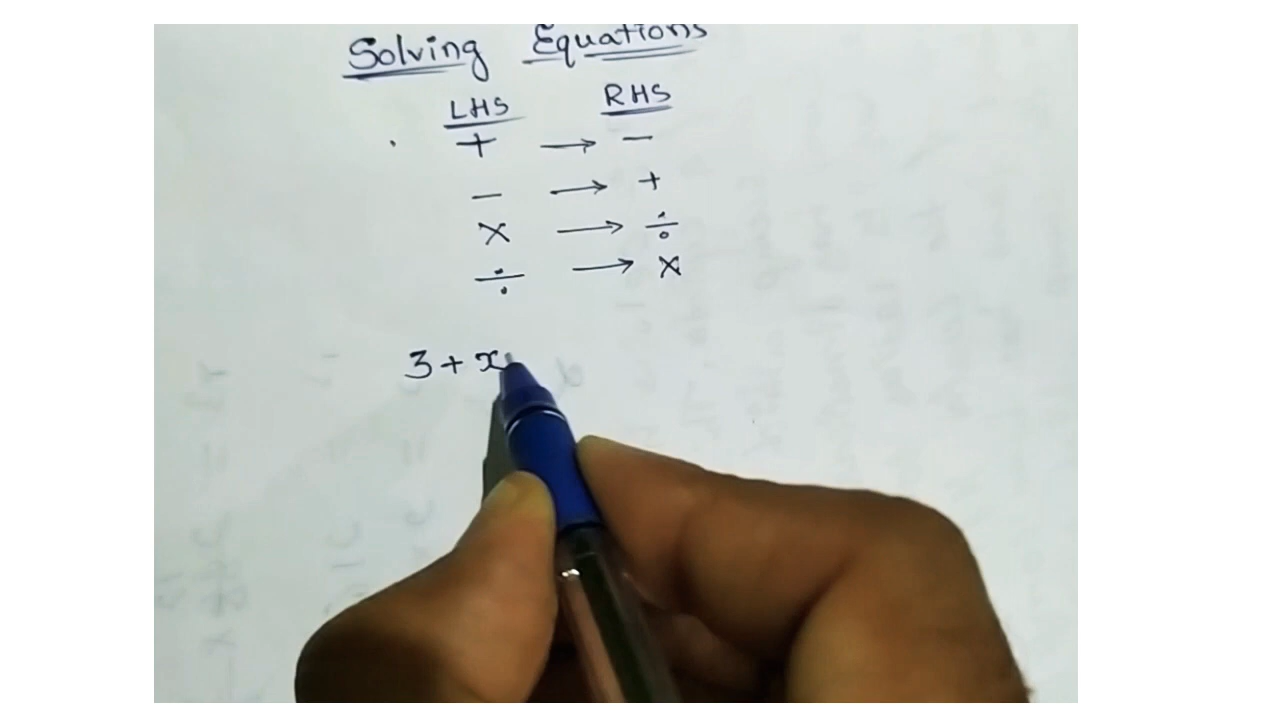 Solving Equations
LHS RHS
+ → −
− → +
× → ÷
÷ → ×
3 + x